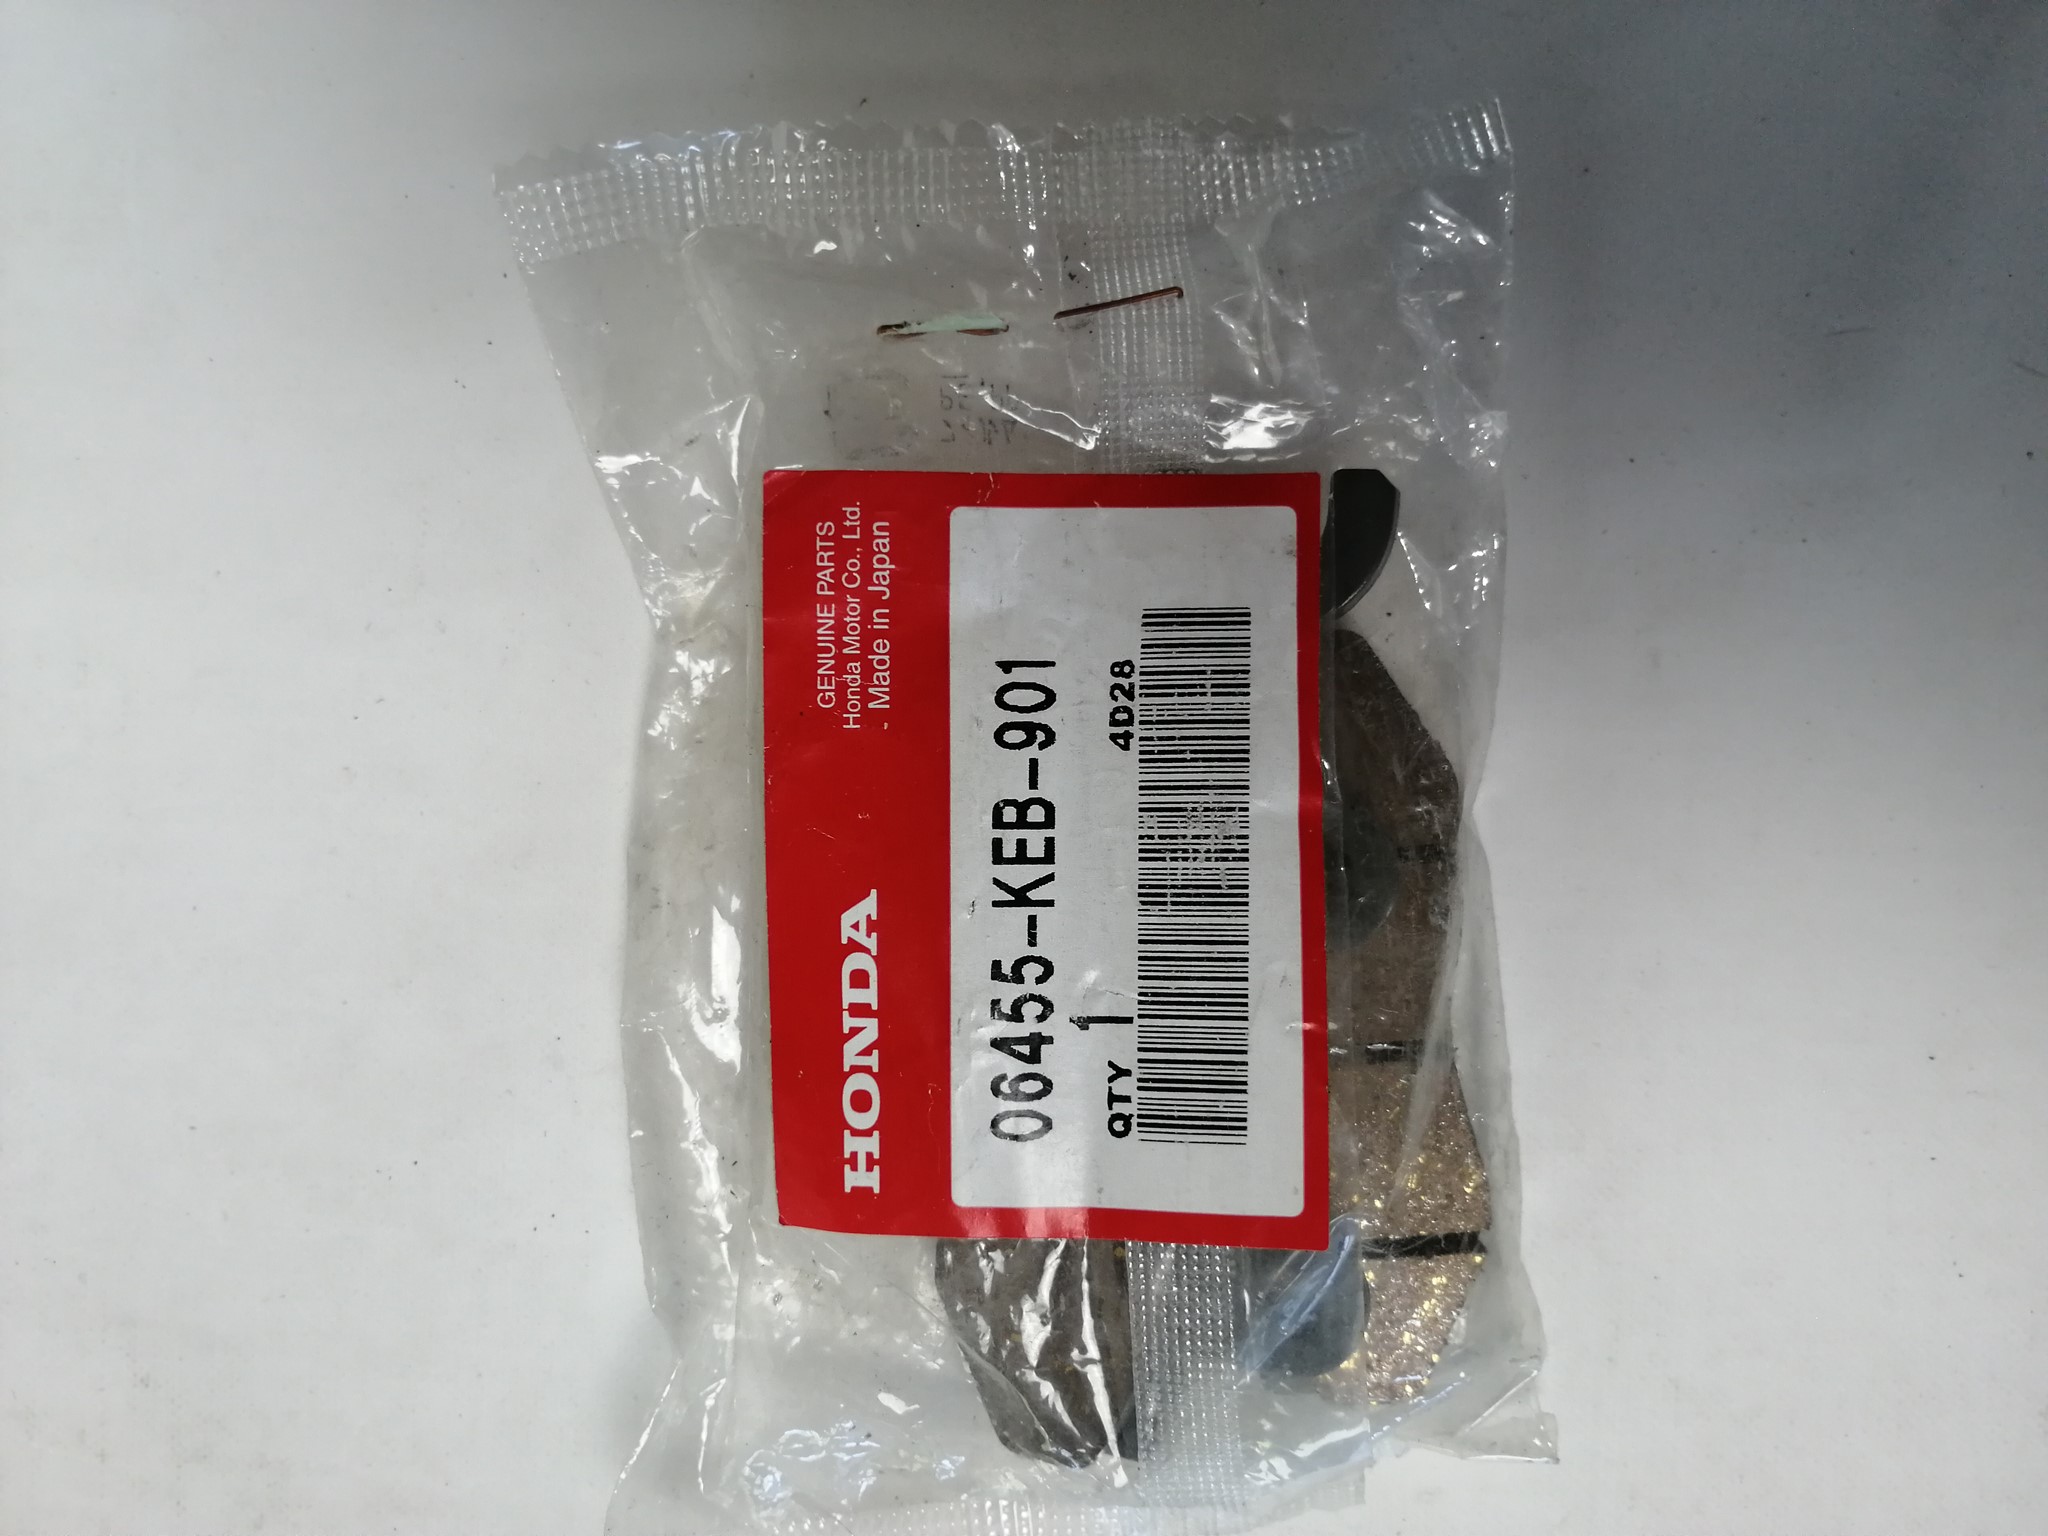 HONDA
GENUINE PARTS
Honda Motor Co., Ltd.
- Made in Japan
06455-KEB-901
QTY 1
4D28